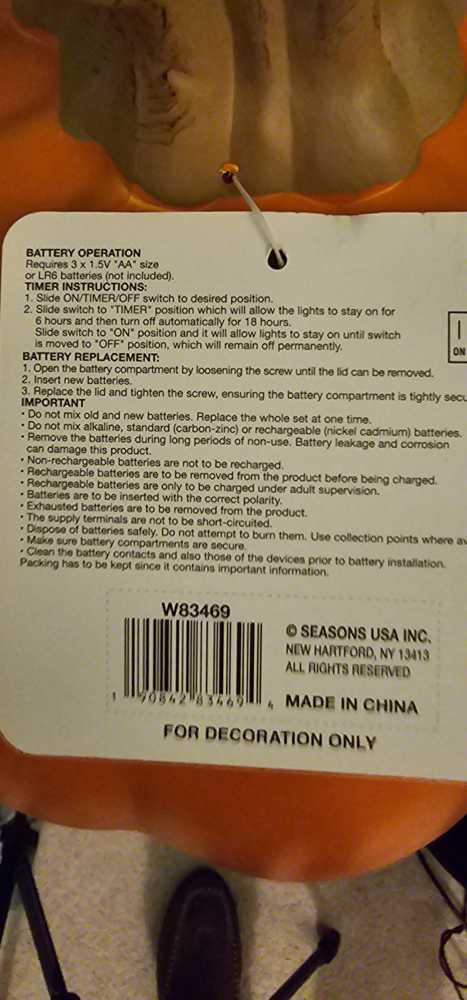 BATTERY OPERATION
Requires 3 x 1.5V "AA" size
or LR6 batteries (not included).
TIMER INSTRUCTIONS:
1. Slide ON/TIMER/OFF switch to desired position.
2. Slide switch to "TIMER" position which will allow the lights to stay on for
6 hours and then turn off automatically for 18 hours.
Slide switch to "ON" position and it will allow lights to stay on until switch
is moved to "OFF" position, which will remain off permanently.
ON
BATTERY REPLACEMENT:
1. Open the battery compartment by loosening the screw until the lid can be removed.
2. Insert new batteries.
3. Replace the lid and tighten the screw, ensuring the battery compartment is tightly secu
IMPORTANT
• Do not mix old and new batteries. Replace the whole set at one time.
• Do not mix alkaline, standard (carbon-zinc) or rechargeable (nickel cadmium) batteries.
• Remove the batteries during long periods of non-use. Battery leakage and corrosion
can damage this product.
• Non-rechargeable batteries are not to be recharged.
• Rechargeable batteries are to be removed from the product before being charged.
• Rechargeable batteries are only to be charged under adult supervision.
• Batteries are to be inserted with the correct polarity.
• Exhausted batteries are to be removed from the product.
• The supply terminals are not to be short-circuited.
• Dispose of batteries safely. Do not attempt to burn them. Use collection points where av
• Make sure battery compartments are secure.
• Clean the battery contacts and also those of the devices prior to battery installation.
Packing has to be kept since it contains important information.
W83469
1 90842 83469 4
© SEASONS USA INC.
NEW HARTFORD, NY 13413
ALL RIGHTS RESERVED
MADE IN CHINA
FOR DECORATION ONLY